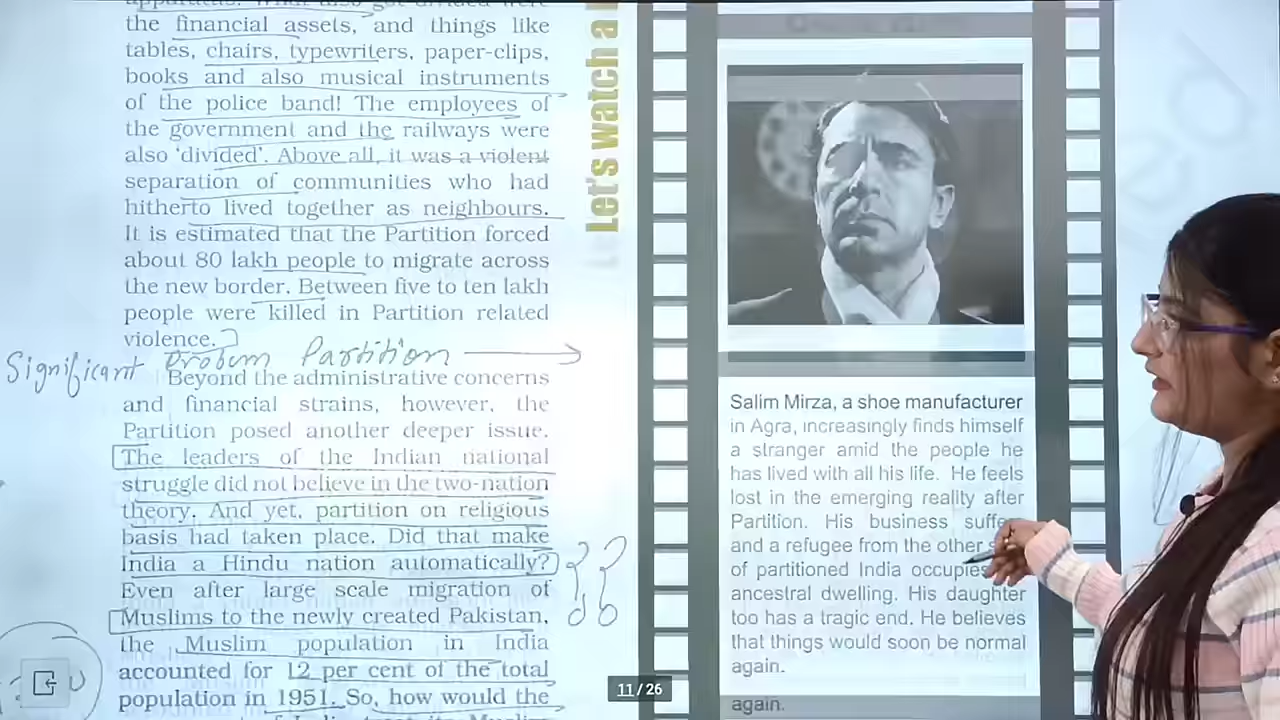 the financial assets, and things like
tables, chairs, typewriters, paper-clips,
books and also musical instruments
of the police band! The employees of
the government and the railways were
also 'divided'. Above all, it was a violent
separation of communities who had
hitherto lived together as neighbours.
It is estimated that the Partition forced
about 80 lakh people to migrate across
the new border. Between five to ten lakh
people were killed in Partition related
violence.
Significant Problem Partition
Beyond the administrative concerns
and financial strains, however, the
Partition posed another deeper issue.
The leaders of the Indian national
struggle did not believe in the two-nation
theory. And yet, partition on religious
basis had taken place. Did that make
India a Hindu nation automatically?
Even after large scale migration of
Muslims to the newly created Pakistan,
the Muslim population in India
accounted for 12 per cent of the total
population in 1951. So, how would the
Let's watch a
Salim Mirza, a shoe manufacturer
in Agra, increasingly finds himself
a stranger amid the people he
has lived with all his life. He feels
lost in the emerging reality after
Partition. His business
and a refugee from the other
of partitioned India
ancestral dwelling. His daughter
too has a tragic end. He believes
that things would soon be normal
again.
again.
11 / 26